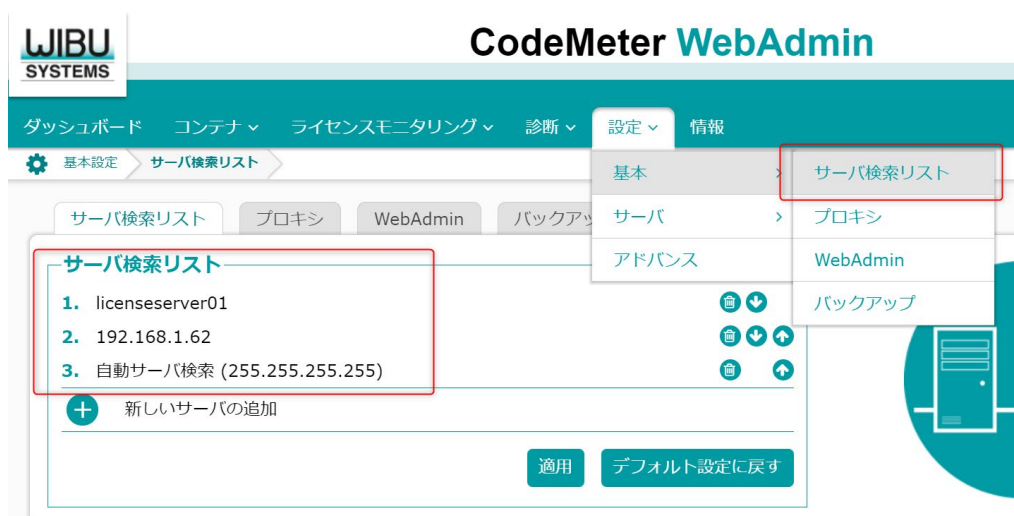 WIBU
SYSTEMS
CodeMeter WebAdmin
ダッシュボード コンテナ ライセンスモニタリング 診断 設定 情報
基本設定 サーバ検索リスト
基本 サーバ検索リスト
サーバ検索リスト プロキシ WebAdmin バックアッ
サーバ プロキシ
アドバンス WebAdmin
バックアップ
サーバ検索リスト
1. licenseserver01
2. 192.168.1.62
3. 自動サーバ検索 (255.255.255.255)
新しいサーバの追加
適用 デフォルト設定に戻す